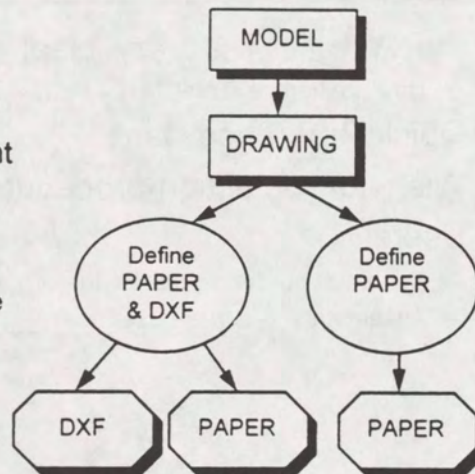 MODEL
DRAWING
Define
PAPER
& DXF
Define
PAPER
DXF
PAPER
PAPER